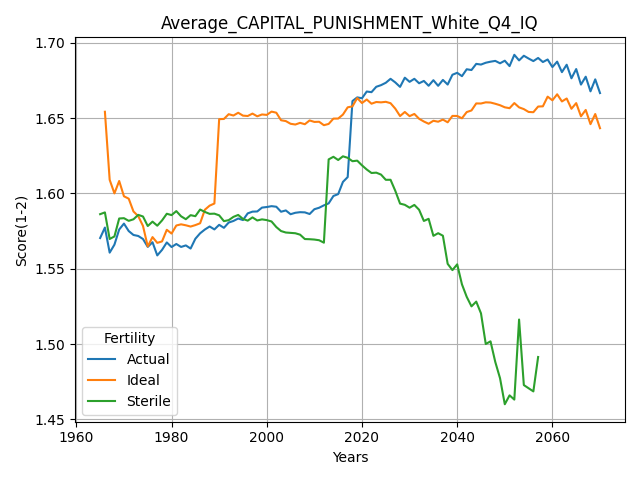 Average_CAPITAL_PUNISHMENT_White_Q4_IQ
Score(1-2)
1.70
1.65
1.60
1.55
1.50
1.45
Fertility
Actual
Ideal
Sterile
1960
1980
2000
2020
2040
2060
Years